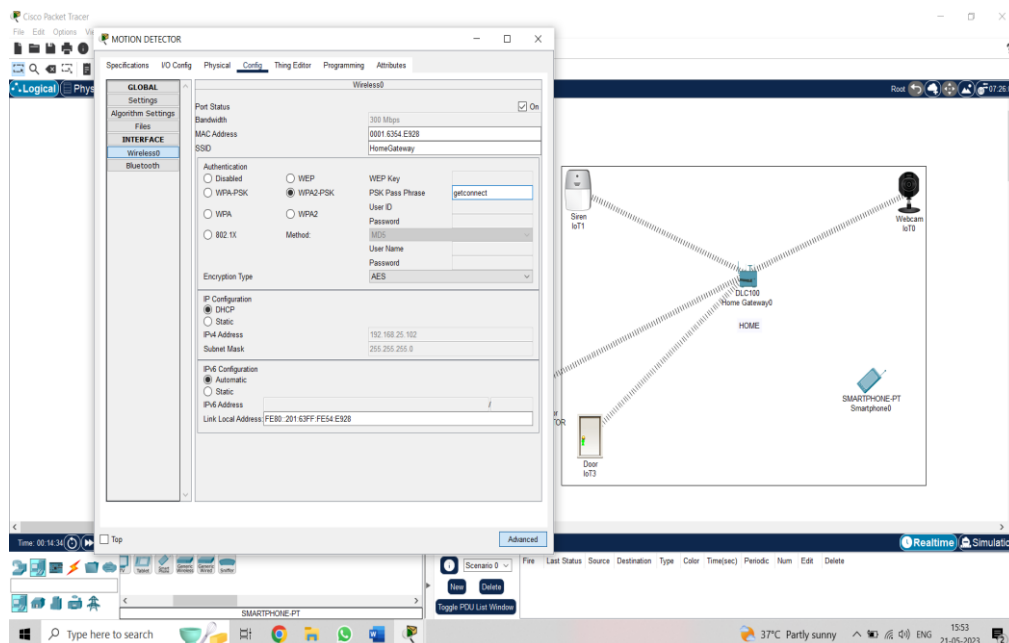 Cisco Packet Tracer
File Edit Options
MOTION DETECTOR
Specifications I/O Config Physical Config Thing Editor Programming Attributes
Logical Phys
Root 07:26:
GLOBAL
Settings
Algorithm Settings
Files
INTERFACE
Wireless0
Bluetooth
Wireless0
Port Status On
Bandwidth 300 Mbps
MAC Address 0001.6354.E928
SSID HomeGateway
Authentication
Disabled WEP WEP Key
WPA-PSK WPA2-PSK PSK Pass Phrase getconnect
User ID
WPA WPA2 Password
802.1X Method: MD5
User Name
Password
Encryption Type AES
IP Configuration
DHCP
Static
IPv4 Address 192.168.25.102
Subnet Mask 255.255.255.0
IPv6 Configuration
Automatic
Static
IPv6 Address /
Link Local Address: FE80::201:63FF:FE54:E928
Top Advanced
Siren
IoT1
Webcam
IoT0
DLC100
Home Gateway0
HOME
SMARTPHONE-PT
Smartphone0
Door
IoT3
Time: 00:14:34
Realtime Simulatio
Scenario 0
New Delete
Toggle PDU List Window
Fire Last Status Source Destination Type Color Time(sec) Periodic Num Edit Delete
SMARTPHONE-PT
Type here to search
37°C Partly sunny ENG
15:53
21-05-2023